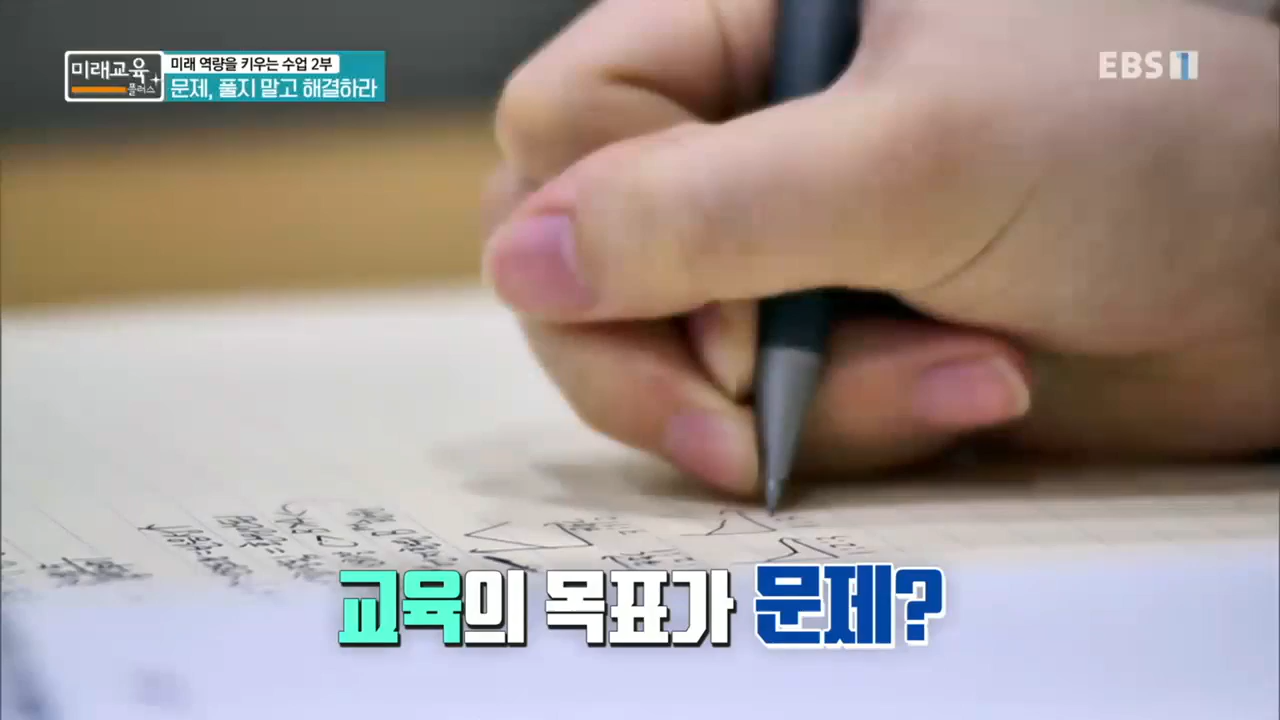 미래교육
플러스
미래 역량을 키우는 수업 2부
문제, 풀지 말고 해결하라
EBS 1
교육의 목표가 문제?